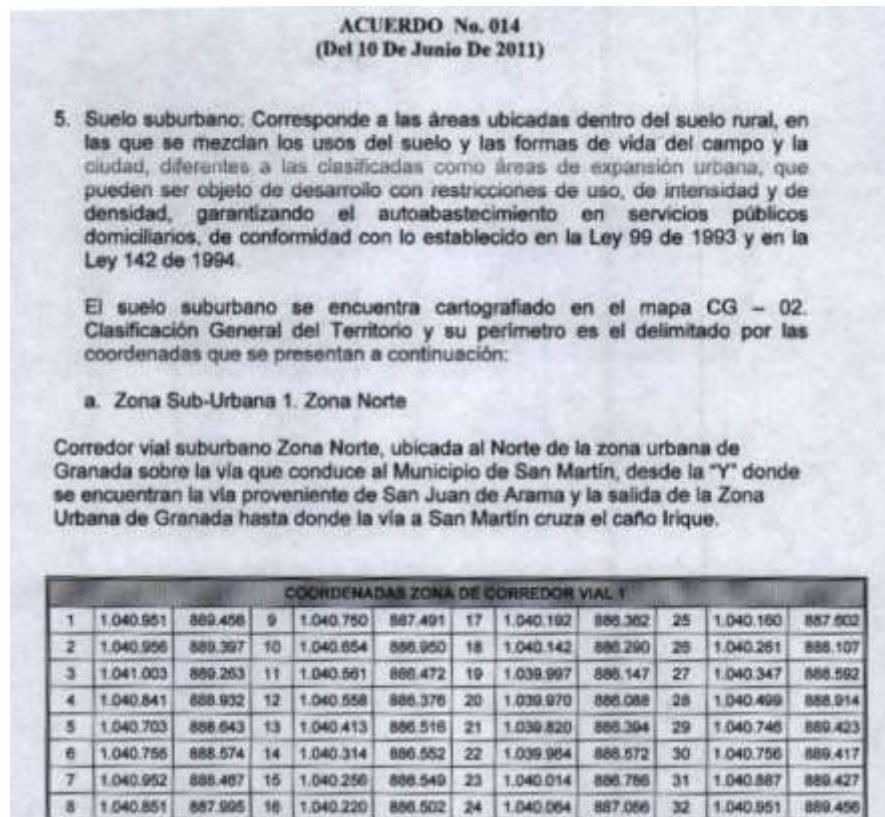 ACUERDO No. 014
(Del 10 De Junio De 2011)
5. Suelo suburbano: Corresponde a las áreas ubicadas dentro del suelo rural, en
las que se mezclan los usos del suelo y las formas de vida del campo y la
ciudad, diferentes a las clasificadas como áreas de expansión urbana, que
pueden ser objeto de desarrollo con restricciones de uso, de intensidad y de
densidad, garantizando el autoabastecimiento en servicios públicos
domiciliarios, de conformidad con lo establecido en la Ley 99 de 1993 y en la
Ley 142 de 1994.
El suelo suburbano se encuentra cartografiado en el mapa CG – 02.
Clasificación General del Territorio y su perímetro es el delimitado por las
coordenadas que se presentan a continuación:
a. Zona Sub-Urbana 1. Zona Norte
Corredor vial suburbano Zona Norte, ubicada al Norte de la zona urbana de
Granada sobre la vía que conduce al Municipio de San Martín, desde la "Y" donde
se encuentran la vía proveniente de San Juan de Arama y la salida de la Zona
Urbana de Granada hasta donde la vía a San Martín cruza el caño Irique.
COORDENADAS ZONA DE CORREDOR VIAL 1
1 1.040.951 889.456 9 1.040.750 887.491 17 1.040.192 886.362 25 1.040.160 887.602
2 1.040.956 889.397 10 1.040.654 886.950 18 1.040.142 886.290 26 1.040.261 888.107
3 1.041.003 889.263 11 1.040.561 886.472 19 1.039.997 886.147 27 1.040.347 888.592
4 1.040.841 888.932 12 1.040.558 886.376 20 1.039.970 886.088 28 1.040.499 888.914
5 1.040.703 888.643 13 1.040.413 886.516 21 1.039.820 886.394 29 1.040.746 889.423
6 1.040.756 888.574 14 1.040.314 886.552 22 1.039.964 886.672 30 1.040.756 889.417
7 1.040.952 888.467 15 1.040.256 886.549 23 1.040.014 886.786 31 1.040.887 889.427
8 1.040.851 887.995 16 1.040.220 886.502 24 1.040.064 887.066 32 1.040.951 889.456